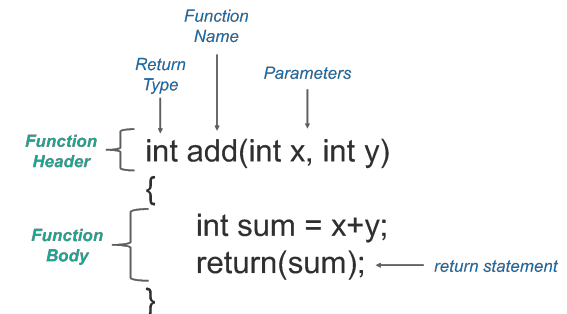 Function
Name
Return
Type
Parameters
Function
Header
int add(int x, int y)
{
Function
Body
int sum = x+y;
return(sum);
return statement
}